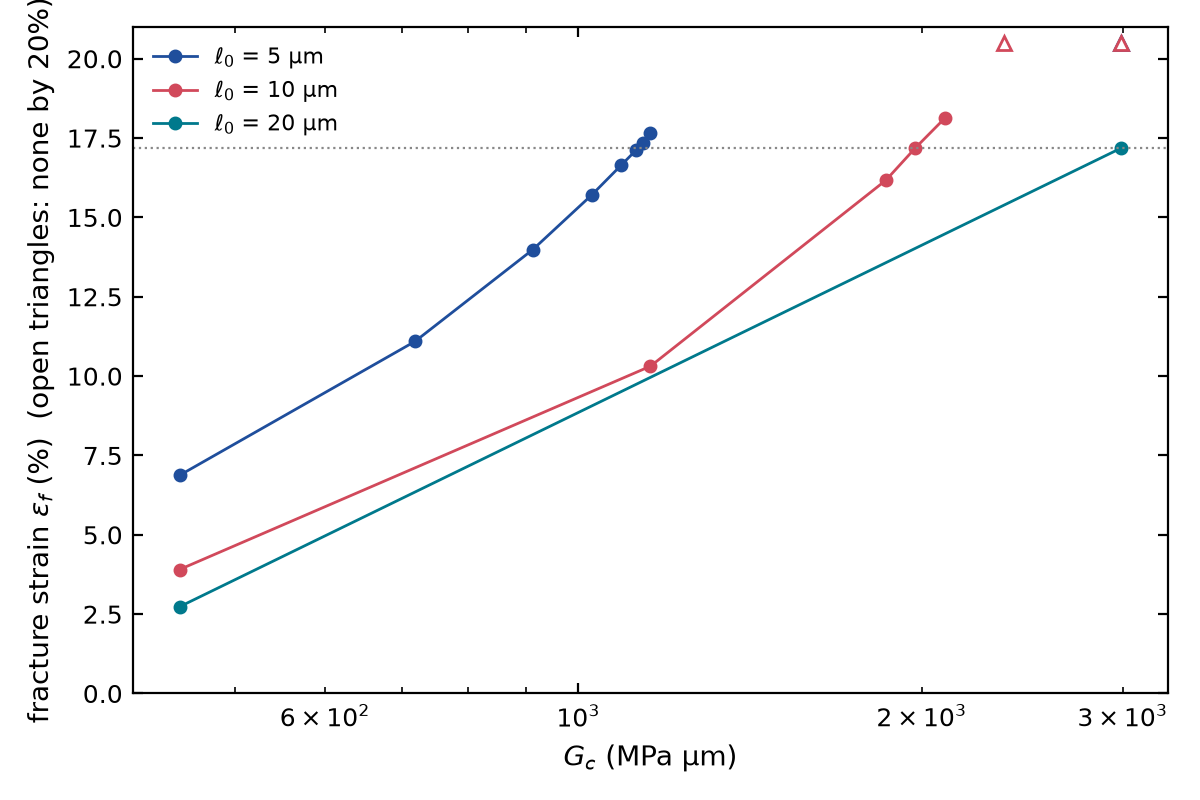 fracture strain εf (%) (open triangles: none by 20%)
20.0
17.5
15.0
12.5
10.0
7.5
5.0
2.5
0.0
ℓ0 = 5 μm
ℓ0 = 10 μm
ℓ0 = 20 μm
6 × 10²
10³
2 × 10³
3 × 10³
Gc (MPa μm)